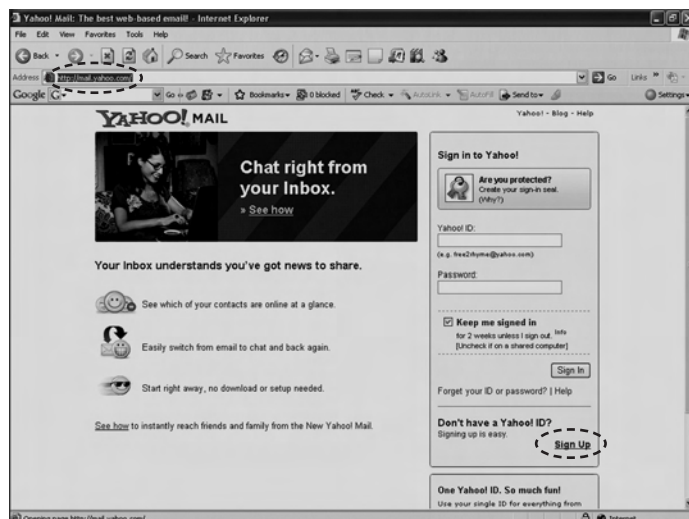 Yahoo! Mail: The best web-based email! - Internet Explorer
File Edit View Favorites Tools Help
Back Search Favorites
Address http://mail.yahoo.com/ Go Links »
Google G Go Bookmarks 0 blocked Check AutoLink AutoFill Send to Settings
YAHOO! MAIL
Yahoo! - Blog - Help
Chat right from
your Inbox.
» See how
Your Inbox understands you've got news to share.
See which of your contacts are online at a glance.
Easily switch from email to chat and back again.
Start right away, no download or setup needed.
See how to instantly reach friends and family from the New Yahoo! Mail.
Sign in to Yahoo!
Are you protected?
Create your sign-in seal.
(Why?)
Yahoo! ID:
(e.g. free2rhyme@yahoo.com)
Password:
Keep me signed in
for 2 weeks unless I sign out. Info
[Uncheck if on a shared computer]
Sign In
Forget your ID or password? | Help
Don't have a Yahoo! ID?
Signing up is easy.
Sign Up
One Yahoo! ID. So much fun!
Use your single ID for everything from
Opening page http://mail.yahoo.com/
Internet